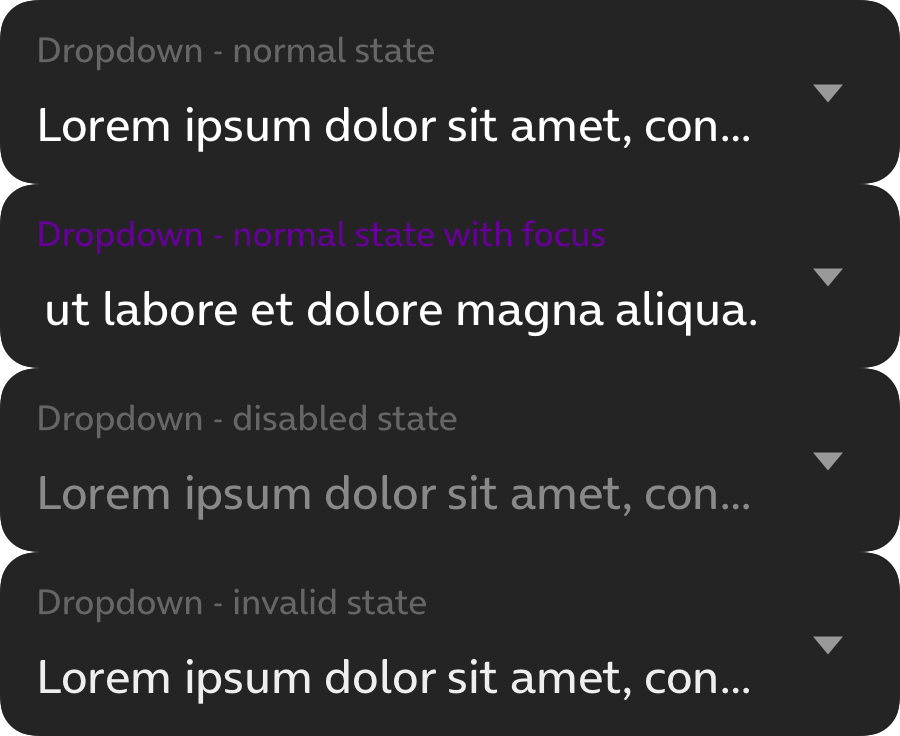 Dropdown - normal state
Lorem ipsum dolor sit amet, con...
Dropdown - normal state with focus
ut labore et dolore magna aliqua.
Dropdown - disabled state
Lorem ipsum dolor sit amet, con...
Dropdown - invalid state
Lorem ipsum dolor sit amet, con...